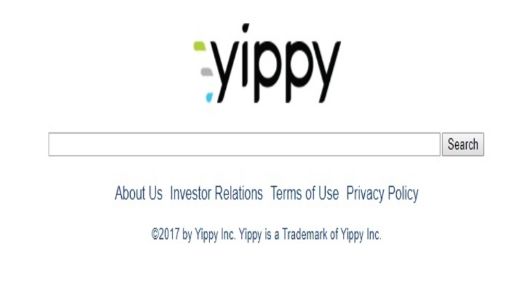 yippy
Search
About Us Investor Relations Terms of Use Privacy Policy
©2017 by Yippy Inc. Yippy is a Trademark of Yippy Inc.